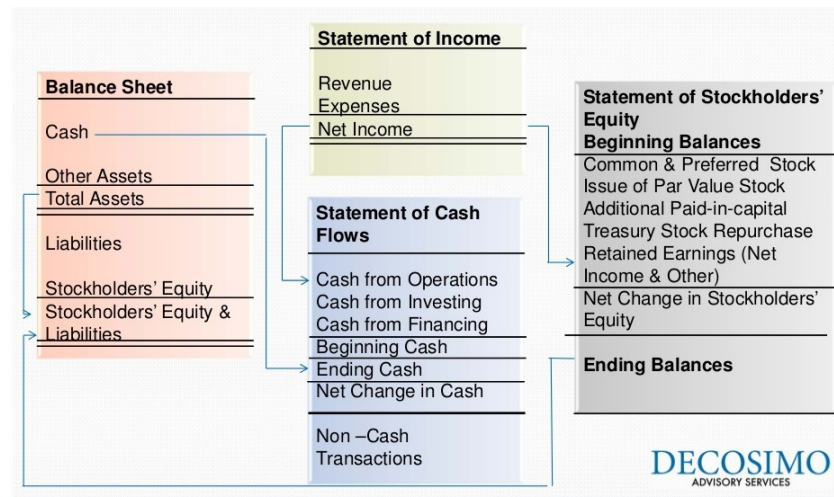 Balance Sheet
Cash
Other Assets
Total Assets
Liabilities
Stockholders' Equity
Stockholders' Equity &
Liabilities
Statement of Income
Revenue
Expenses
Net Income
Statement of Cash
Flows
Cash from Operations
Cash from Investing
Cash from Financing
Beginning Cash
Ending Cash
Net Change in Cash
Non –Cash
Transactions
Statement of Stockholders'
Equity
Beginning Balances
Common & Preferred Stock
Issue of Par Value Stock
Additional Paid-in-capital
Treasury Stock Repurchase
Retained Earnings (Net
Income & Other)
Net Change in Stockholders'
Equity
Ending Balances
DECOSIMO
ADVISORY SERVICES